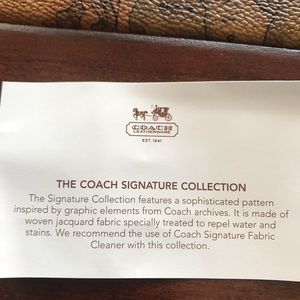 COACH
LEATHERWARE
EST. 1941
THE COACH SIGNATURE COLLECTION
The Signature Collection features a sophisticated pattern
inspired by graphic elements from Coach archives. It is made of
woven jacquard fabric specially treated to repel water and
stains. We recommend the use of Coach Signature Fabric
Cleaner with this collection.